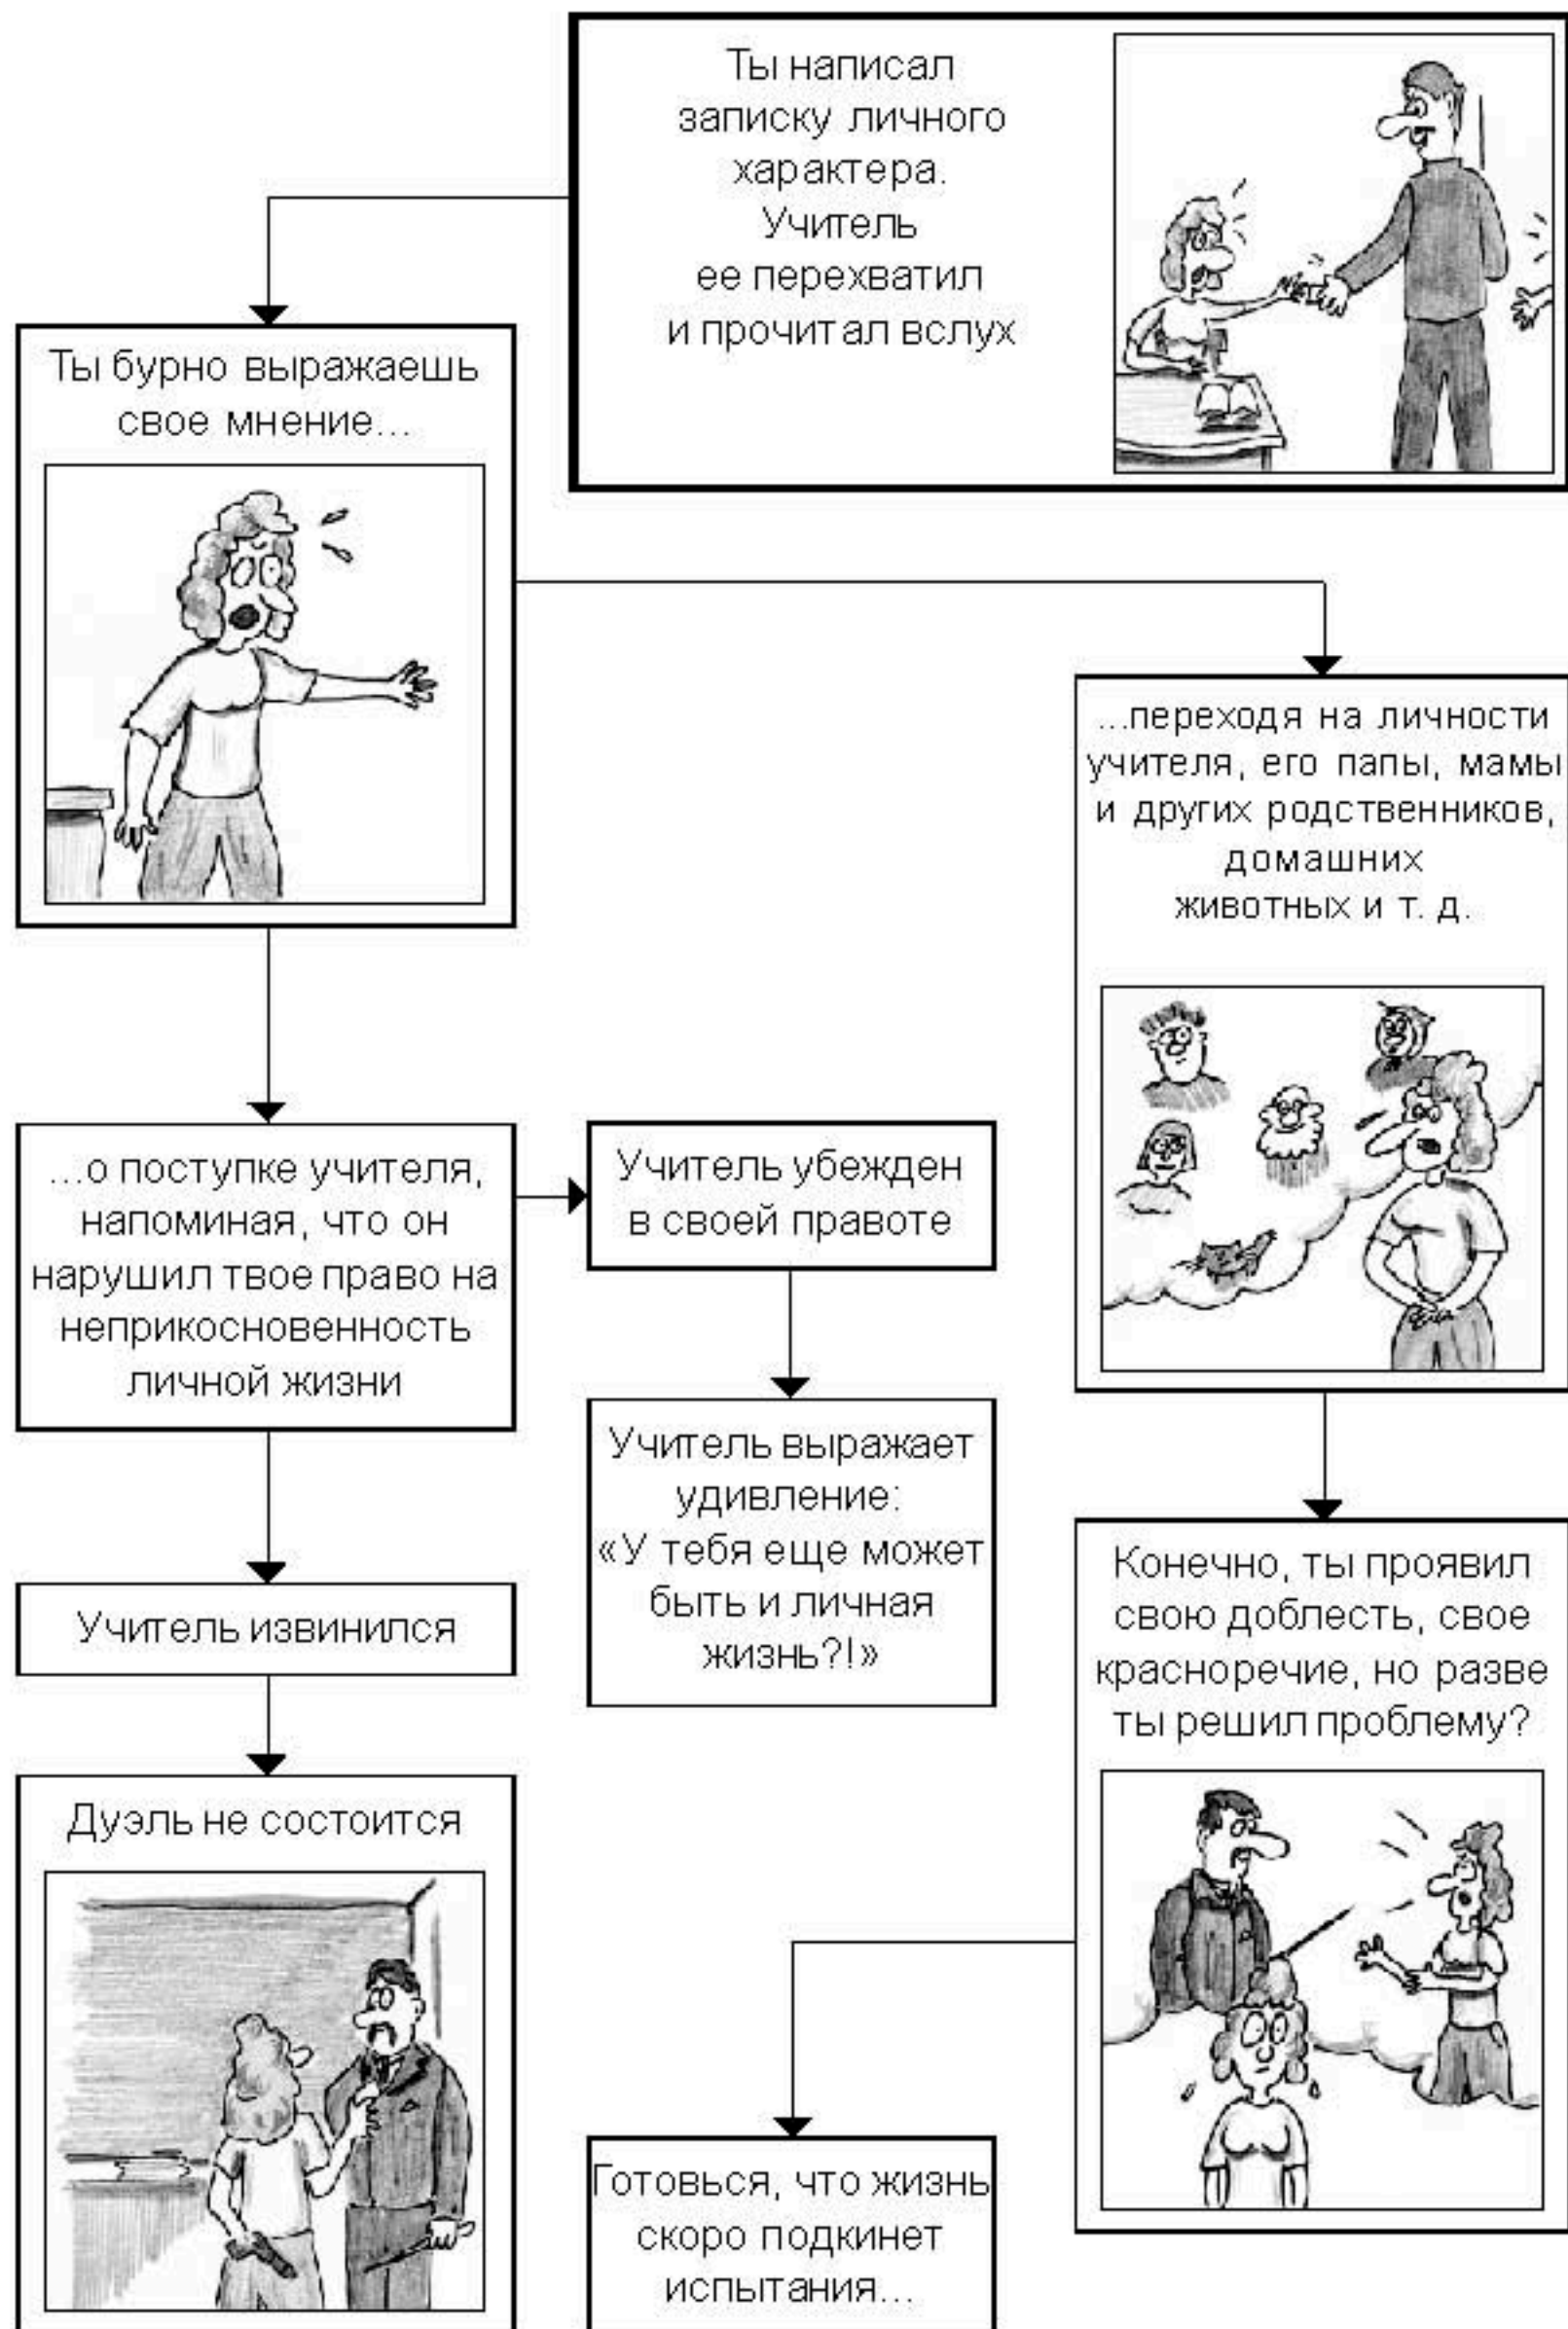 Ты написал
записку личного
характера.
Учитель
ее перехватил
и прочитал вслух
Ты бурно выражаешь
свое мнение...
...переходя на личности
учителя, его папы, мамы
и других родственников,
домашних
животных и т. д.
...о поступке учителя,
напоминая, что он
нарушил твое право на
неприкосновенность
личной жизни
Учитель убежден
в своей правоте
Учитель выражает
удивление:
«У тебя еще может
быть и личная
жизнь?!»
Учитель извинился
Конечно, ты проявил
свою доблесть, свое
красноречие, но разве
ты решил проблему?
Дуэль не состоится
Готовься, что жизнь
скоро подкинет
испытания...